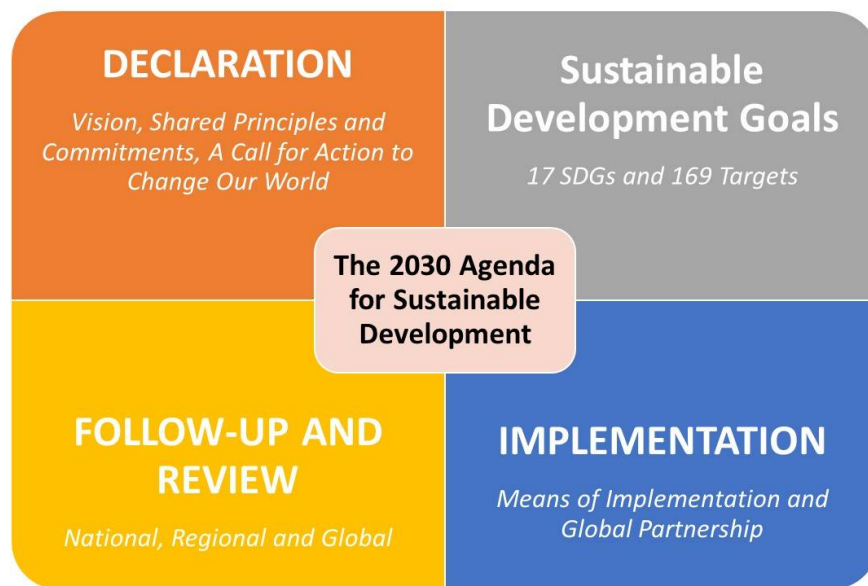 DECLARATION
Vision, Shared Principles and
Commitments, A Call for Action to
Change Our World
Sustainable
Development Goals
17 SDGs and 169 Targets
The 2030 Agenda
for Sustainable
Development
FOLLOW-UP AND
REVIEW
National, Regional and Global
IMPLEMENTATION
Means of Implementation and
Global Partnership